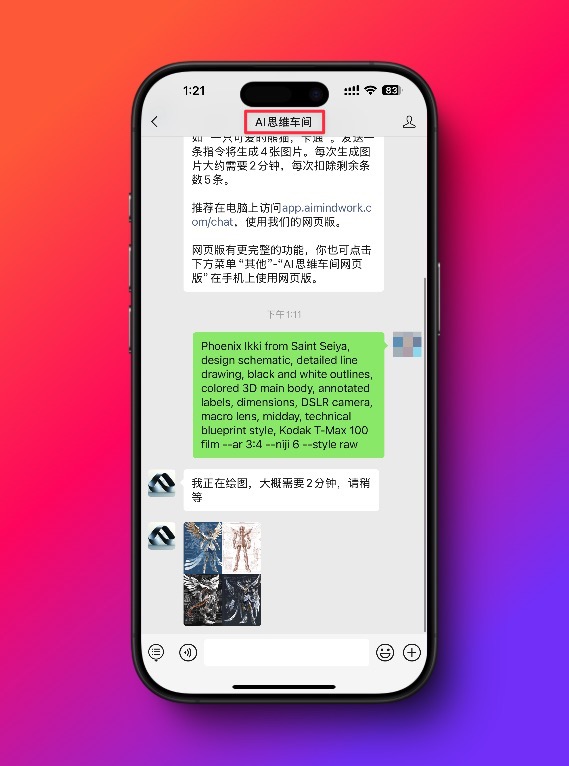 1:21
83
AI思维车间
如“一只可爱的熊猫，卡通”。发送一
条指令将生成4张图片。每次生成图
片大约需要2分钟，每次扣除剩余条
数5条。
推荐在电脑上访问app.aimindwork.c
om/chat，使用我们的网页版。
网页版有更完整的功能，你也可点击
下方菜单“其他”-“AI思维车间网页
版”在手机上使用网页版。
下午1:11
Phoenix Ikki from Saint Seiya,
design schematic, detailed line
drawing, black and white outlines,
colored 3D main body, annotated
labels, dimensions, DSLR camera,
macro lens, midday, technical
blueprint style, Kodak T-Max 100
film --ar 3:4 --niji 6 --style raw
我正在绘图，大概需要2分钟，请稍
等